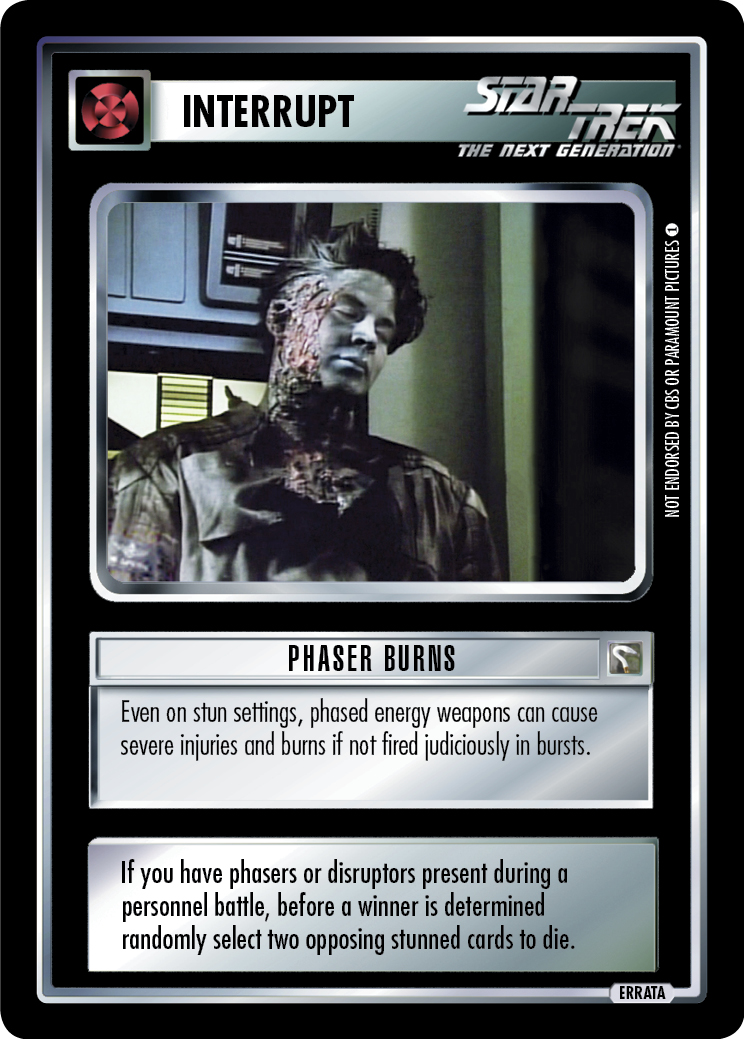 INTERRUPT
STAR TREK
THE NEXT GENERATION
NOT ENDORSED BY CBS OR PARAMOUNT PICTURES 1
PHASER BURNS
Even on stun settings, phased energy weapons can cause
severe injuries and burns if not fired judiciously in bursts.
If you have phasers or disruptors present during a
personnel battle, before a winner is determined
randomly select two opposing stunned cards to die.
ERRATA